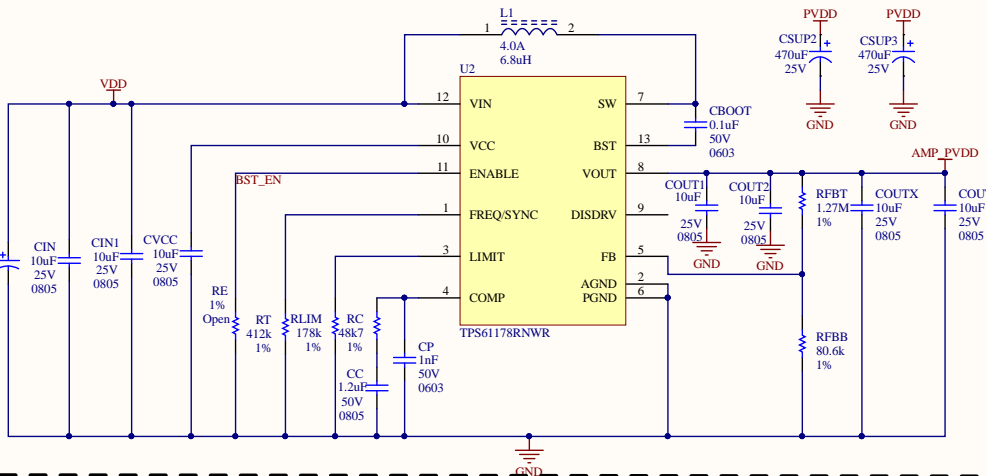 L1
1
2
4.0A
6.8uH
U2
PVDD
CSUP2
470uF
25V
GND
PVDD
CSUP3
470uF
25V
GND
VDD
12
VIN
10
VCC
11
ENABLE
BST_EN
1
FREQ/SYNC
3
LIMIT
4
COMP
7
SW
13
BST
8
VOUT
9
DISDRV
5
FB
2
AGND
6
PGND
TPS61178RNWR
CBOOT
0.1uF
50V
0603
AMP_PVDD
COUT1
10uF
25V
0805
GND
COUT2
10uF
25V
0805
GND
RFBT
1.27M
1%
COUTX
10uF
25V
0805
COUT
10uF
25V
0805
CIN
10uF
25V
0805
CIN1
10uF
25V
0805
CVCC
10uF
25V
0805
RE
1%
Open
RT
412k
1%
RLIM
178k
1%
RC
48k7
1%
CC
1.2uF
50V
0805
CP
1nF
50V
0603
RFBB
80.6k
1%
GND